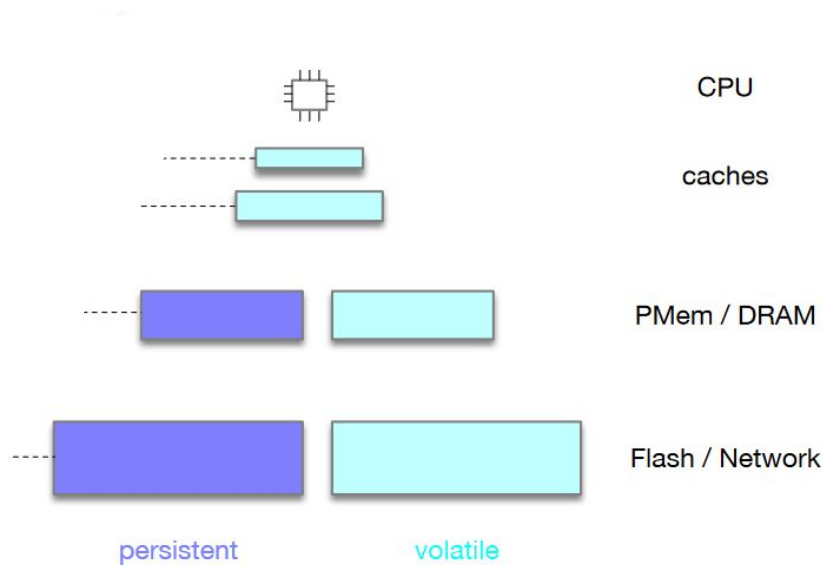 CPU
caches
PMem / DRAM
Flash / Network
persistent
volatile